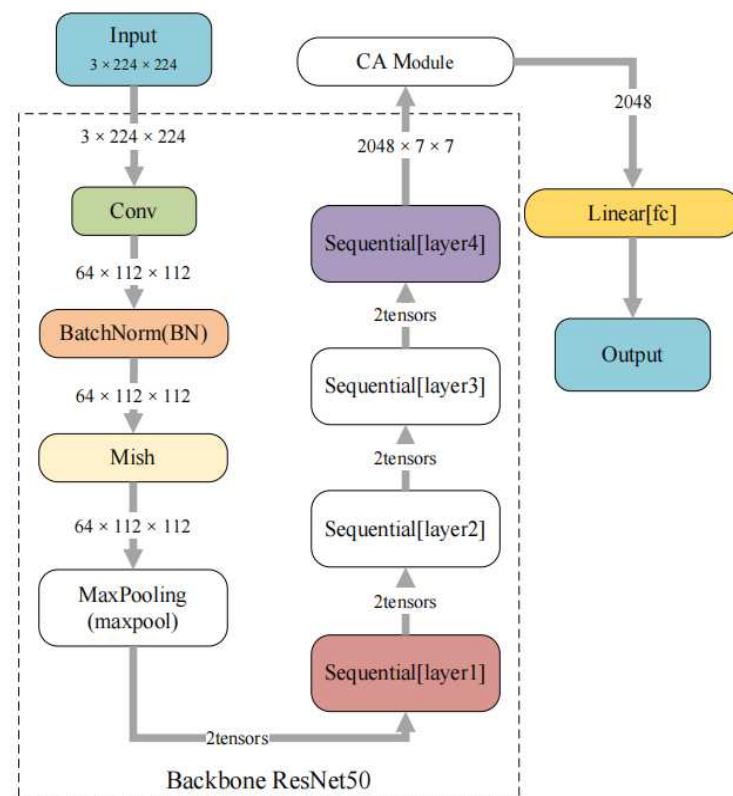 Input
3 × 224 × 224
3 × 224 × 224
Conv
64 × 112 × 112
BatchNorm(BN)
64 × 112 × 112
Mish
64 × 112 × 112
MaxPooling
(maxpool)
2tensors
Sequential[layer1]
2tensors
Sequential[layer2]
2tensors
Sequential[layer3]
2tensors
Sequential[layer4]
2048 × 7 × 7
CA Module
2048
Linear[fc]
Output
Backbone ResNet50